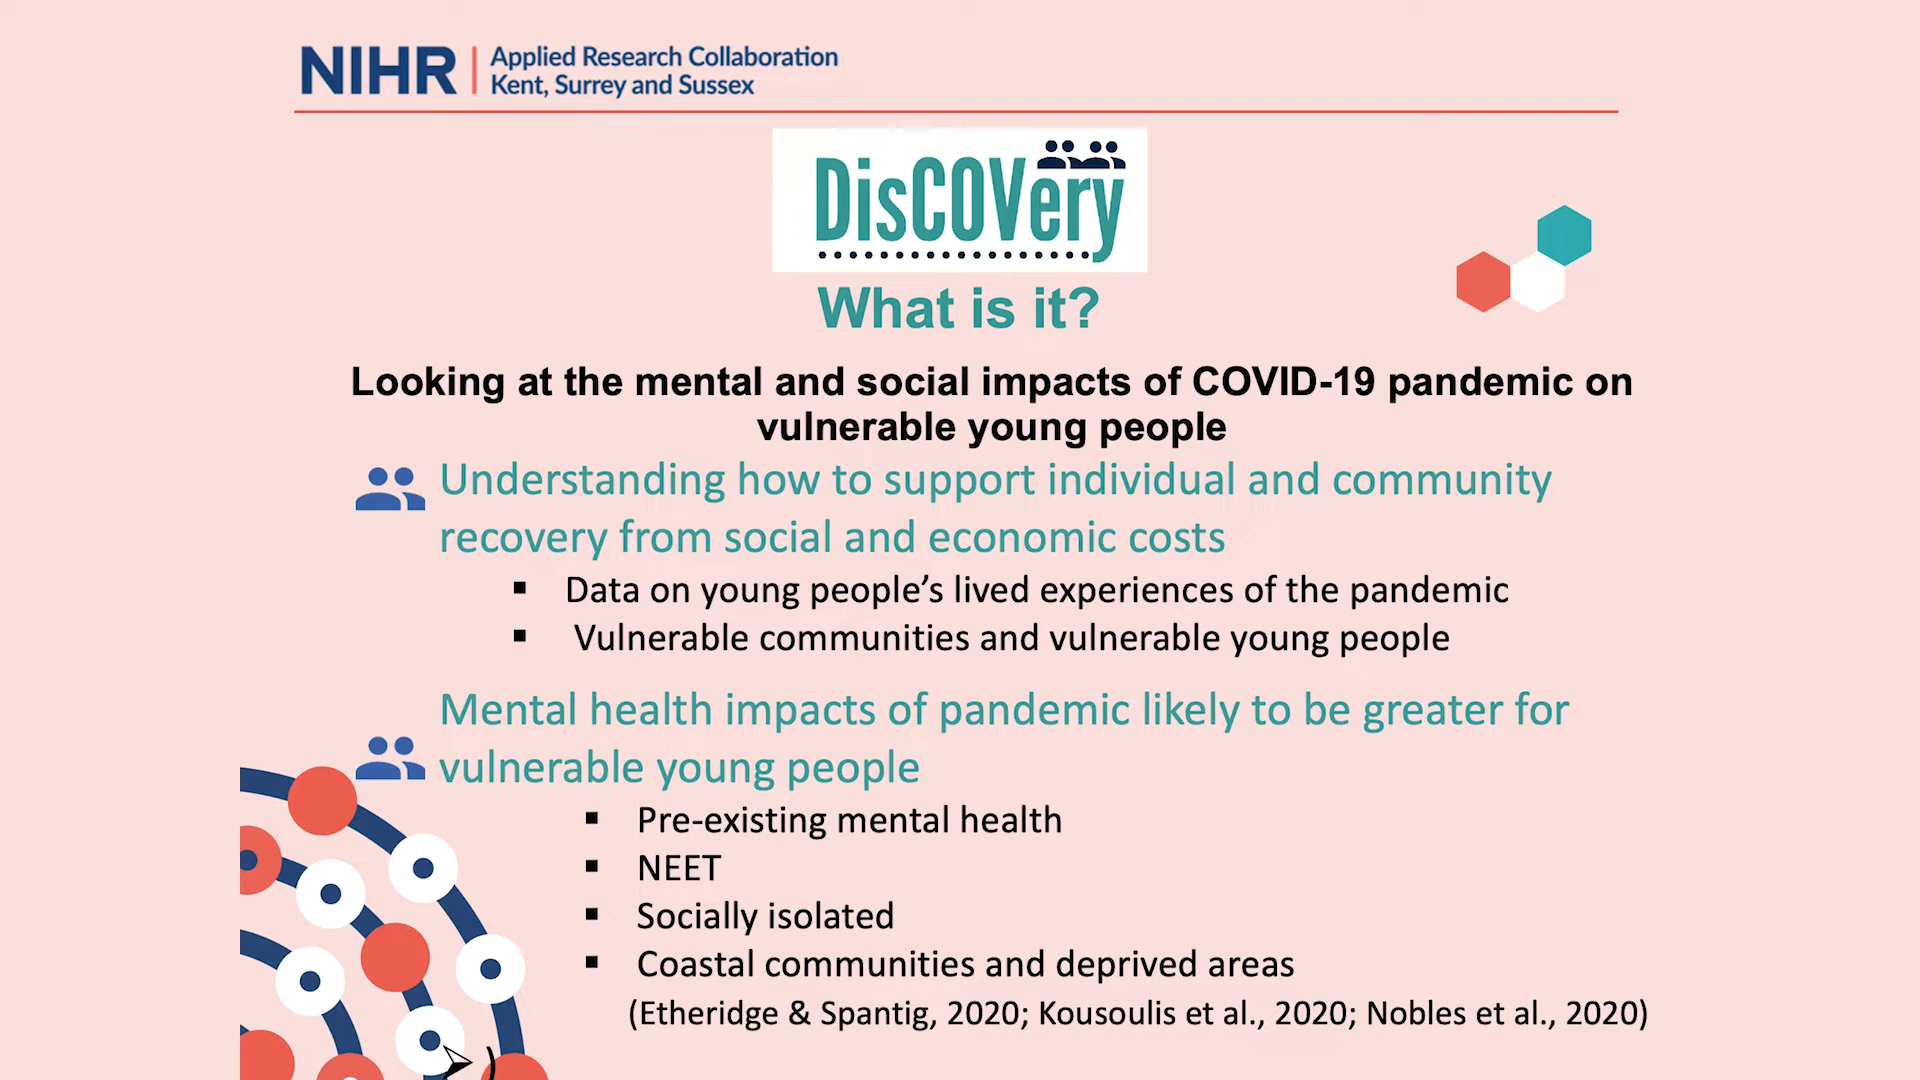 NIHR | Applied Research Collaboration
Kent, Surrey and Sussex
DisCOVery
What is it?
Looking at the mental and social impacts of COVID-19 pandemic on
vulnerable young people
Understanding how to support individual and community
recovery from social and economic costs
▪ Data on young people’s lived experiences of the pandemic
▪ Vulnerable communities and vulnerable young people
Mental health impacts of pandemic likely to be greater for
vulnerable young people
▪ Pre-existing mental health
▪ NEET
▪ Socially isolated
▪ Coastal communities and deprived areas
(Etheridge & Spantig, 2020; Kousoulis et al., 2020; Nobles et al., 2020)
)